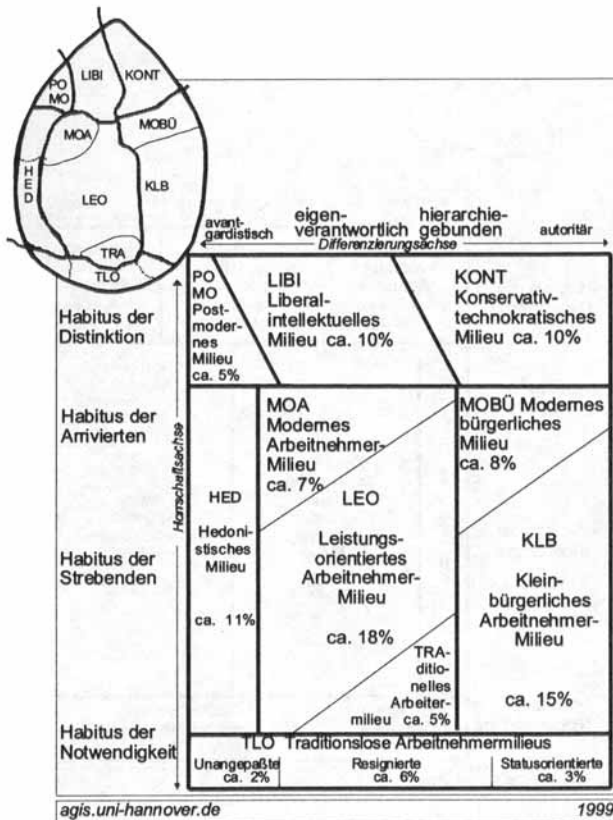 PO
MO
LIBI
KONT
MOA
MOBÜ
HED
LEO
KLB
TRA
TLO
avant-
gardistisch
eigen-
verantwortlich
hierarchie-
gebunden
autoritär
Differenzierungsachse
Herrschaftsachse
Habitus der
Distinktion
PO
MO
Post-
moder-
nes
Milieu
ca. 5%
LIBI
Liberal-
intellektuelles
Milieu ca. 10%
KONT
Konservativ-
technokratisches
Milieu ca. 10%
Habitus der
Arrivierten
MOA
Modernes
Arbeitnehmer-
Milieu
ca. 7%
MOBÜ Modernes
bürgerliches
Milieu
ca. 8%
Habitus der
Strebenden
HED
Hedoni-
stisches
Milieu
ca. 11%
LEO
Leistungs-
orientiertes
Arbeitnehmer-
Milieu
ca. 18%
KLB
Klein-
bürgerliches
Arbeitnehmer-
Milieu
ca. 15%
TRA-
ditio-
nelles
Arbeiter-
milieu ca. 5%
Habitus der
Notwendigkeit
TLO Traditionslose Arbeitnehmermilieus
Unangepaßte
ca. 2%
Resignierte
ca. 6%
Statusorientierte
ca. 3%
agis.uni-hannover.de 1999